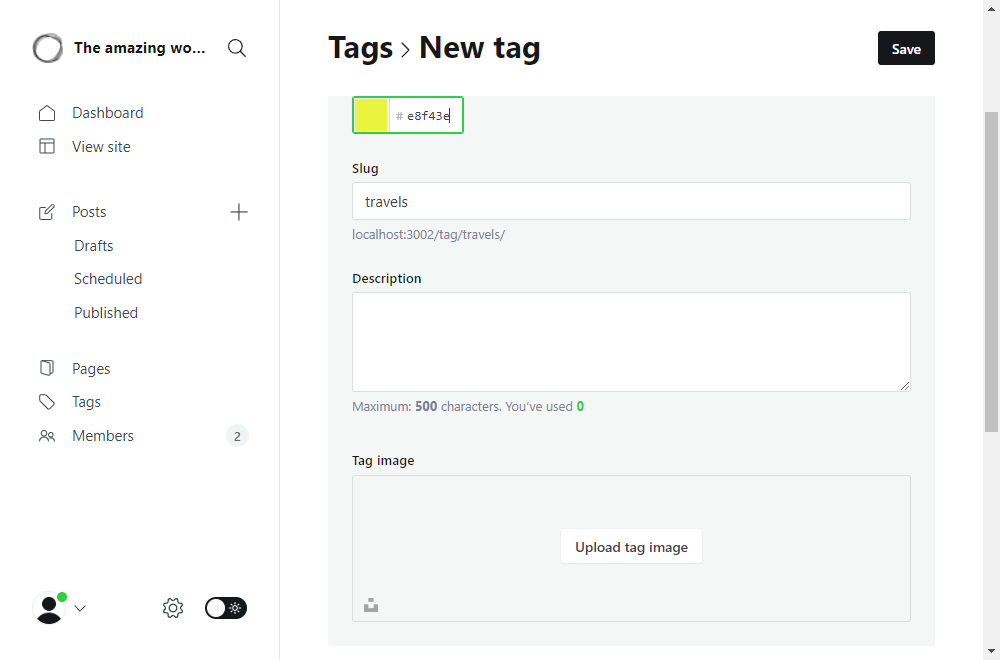 The amazing wo...
Dashboard
View site
Posts
Drafts
Scheduled
Published
Pages
Tags
Members 2
Tags > New tag
Save
# e8f43e
Slug
travels
localhost:3002/tag/travels/
Description
Maximum: 500 characters. You’ve used 0
Tag image
Upload tag image